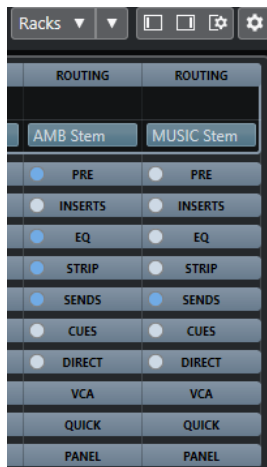 Racks
ROUTING ROUTING
AMB Stem MUSIC Stem
PRE PRE
INSERTS INSERTS
EQ EQ
STRIP STRIP
SENDS SENDS
CUES CUES
DIRECT DIRECT
VCA VCA
QUICK QUICK
PANEL PANEL